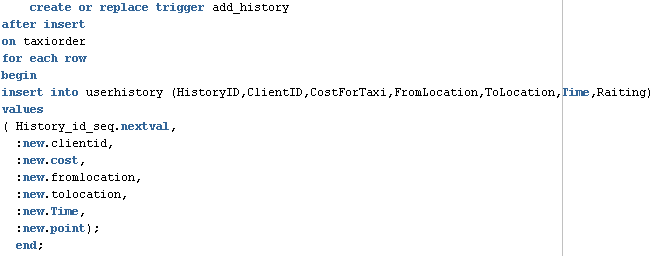 create or replace trigger add_history
after insert
on taxiorder
for each row
begin
insert into userhistory (HistoryID,ClientID,CostForTaxi,FromLocation,ToLocation,Time,Raiting)
values
( History_id_seq.nextval,
:new.clientid,
:new.cost,
:new.fromlocation,
:new.tolocation,
:new.Time,
:new.point);
end;